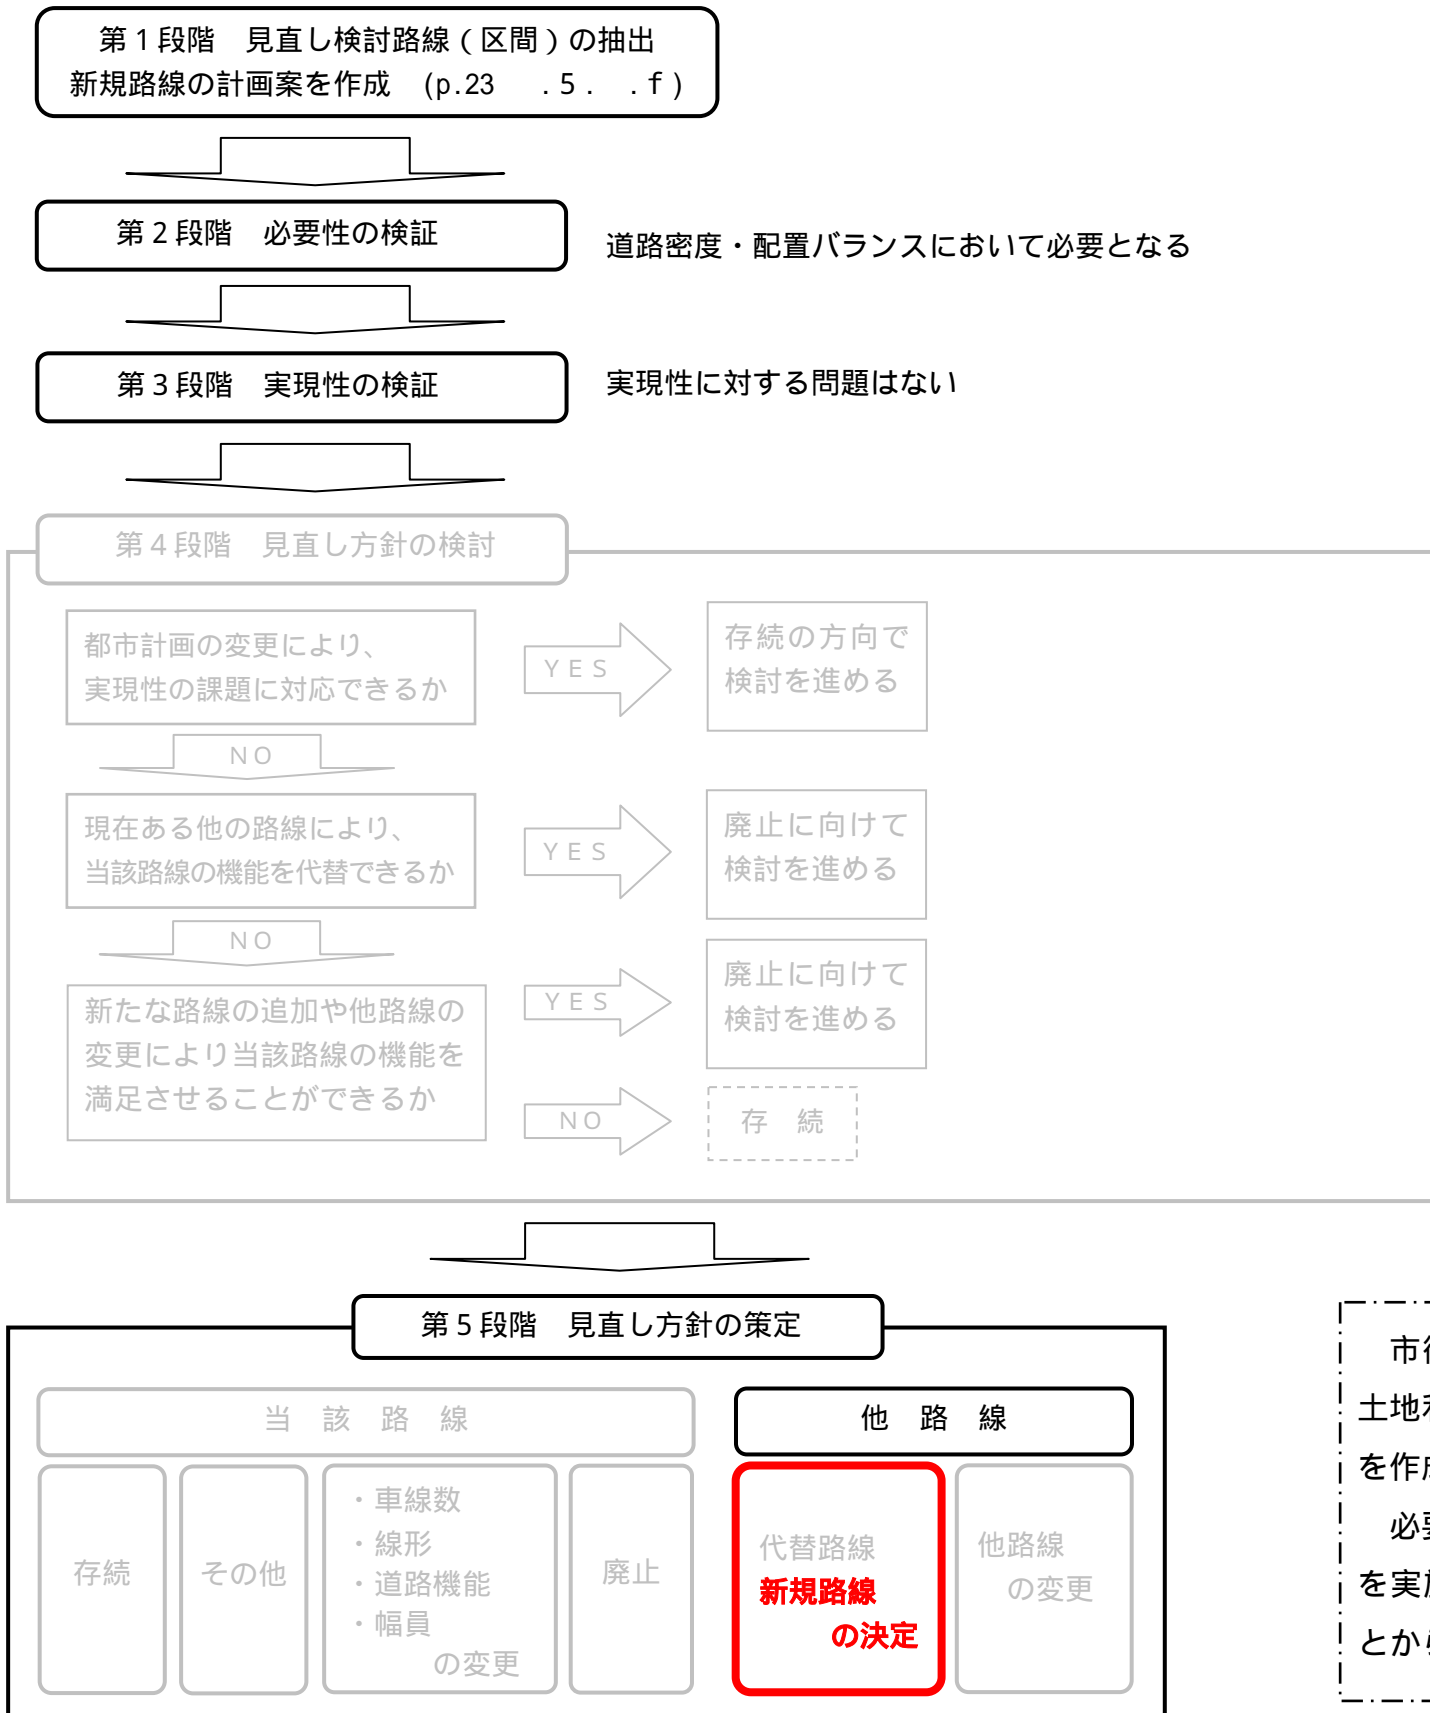 第１段階　見直し検討路線（区間）の抽出
新規路線の計画案を作成　(p.23　.５.　.ｆ)
第２段階　必要性の検証
道路密度・配置バランスにおいて必要となる
第３段階　実現性の検証
実現性に対する問題はない
第４段階　見直し方針の検討
都市計画の変更により、
実現性の課題に対応できるか
ＹＥＳ
存続の方向で
検討を進める
ＮＯ
現在ある他の路線により、
当該路線の機能を代替できるか
ＹＥＳ
廃止に向けて
検討を進める
ＮＯ
新たな路線の追加や他路線の
変更により当該路線の機能を
満足させることができるか
ＹＥＳ
廃止に向けて
検討を進める
ＮＯ
存　続
第５段階　見直し方針の策定
当　該　路　線
他　路　線
存続
その他
・車線数
・線形
・道路機能
・幅員
の変更
廃止
代替路線
新規路線
の決定
他路線
の変更
市
土地
を作
必
を実
とか